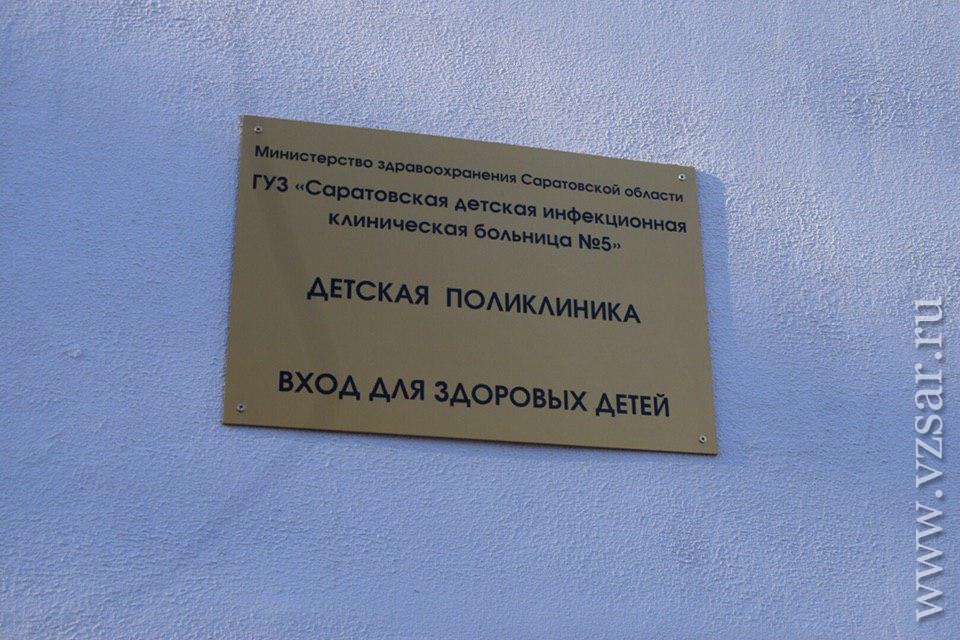 Министерство здравоохранения Саратовской области
ГУЗ «Саратовская детская инфекционная
клиническая больница №5»
ДЕТСКАЯ ПОЛИКЛИНИКА
ВХОД ДЛЯ ЗДОРОВЫХ ДЕТЕЙ
www.vzsar.ru